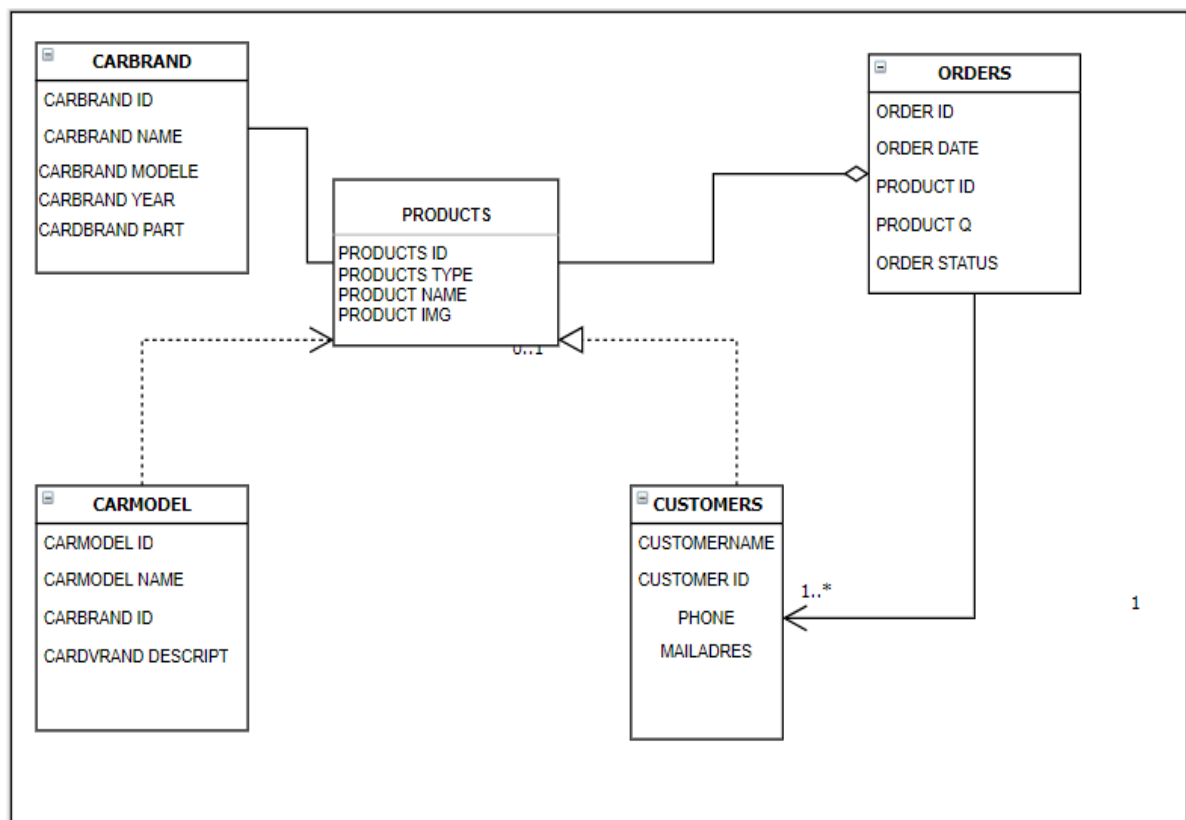 CARBRAND
CARBRAND ID
CARBRAND NAME
CARBRAND MODELE
CARBRAND YEAR
CARDBRAND PART
PRODUCTS
PRODUCTS ID
PRODUCTS TYPE
PRODUCT NAME
PRODUCT IMG
0..1
ORDERS
ORDER ID
ORDER DATE
PRODUCT ID
PRODUCT Q
ORDER STATUS
CARMODEL
CARMODEL ID
CARMODEL NAME
CARBRAND ID
CARDVRAND DESCRIPT
CUSTOMERS
CUSTOMERNAME
CUSTOMER ID
PHONE
MAILADRES
1..*
1